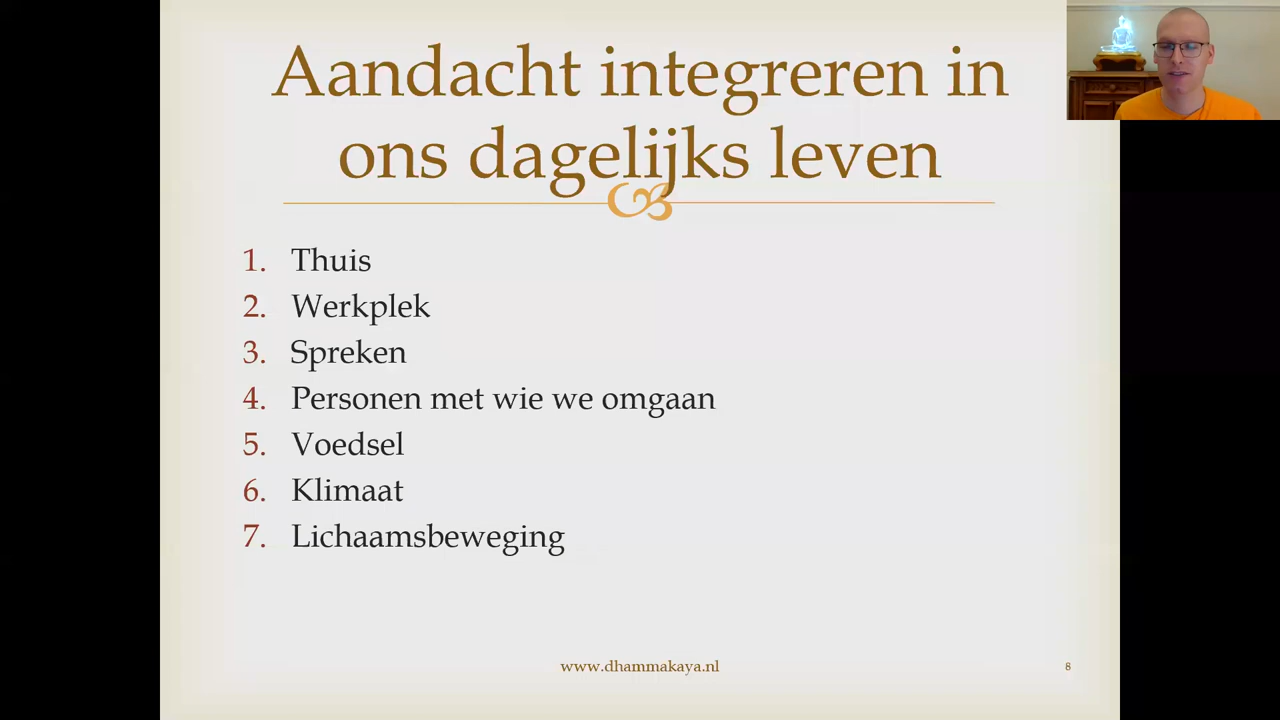 Aandacht integreren in
ons dagelijks leven
1. Thuis
2. Werkplek
3. Spreken
4. Personen met wie we omgaan
5. Voedsel
6. Klimaat
7. Lichaamsbeweging
www.dhammakaya.nl
8